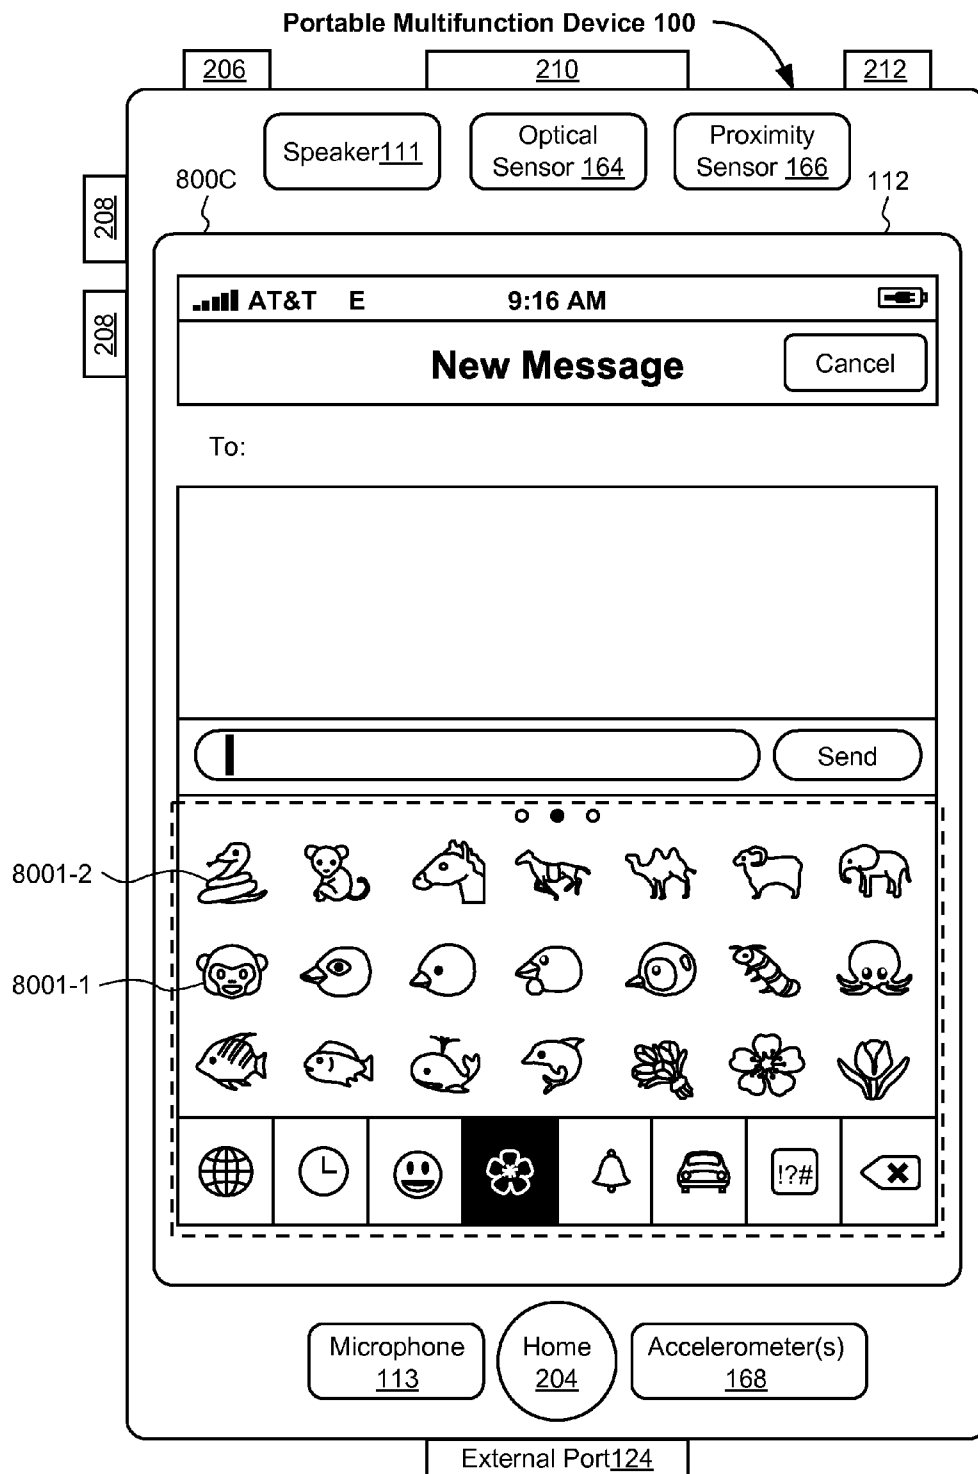 Portable Multifunction Device 100
206
210
212
Speaker111
Optical
Sensor 164
Proximity
Sensor 166
800C
112
208
208
AT&T E 9:16 AM
New Message
Cancel
To:
Send
8001-2
8001-1
!?#
Microphone
113
Home
204
Accelerometer(s)
168
External Port124